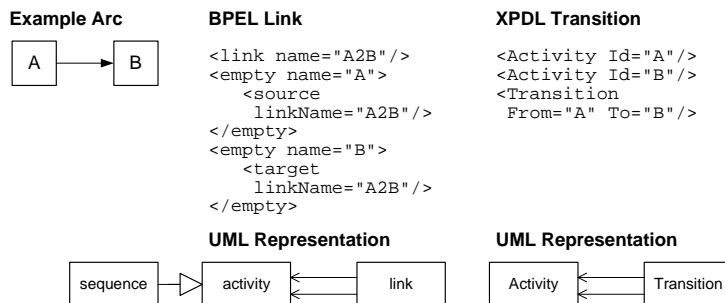 Example Arc
A
B
BPEL Link
<link name="A2B"/>
<empty name="A">
<source
linkName="A2B"/>
</empty>
<empty name="B">
<target
linkName="A2B"/>
</empty>
XPDL Transition
<Activity Id="A"/>
<Activity Id="B"/>
<Transition
From="A" To="B"/>
UML Representation
sequence
activity
link
UML Representation
Activity
Transition